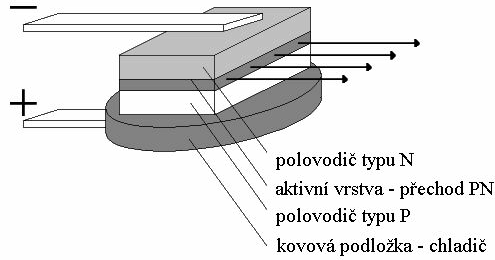 −
+
polovodič typu N
aktivní vrstva - přechod PN
polovodič typu P
kovová podložka - chladič